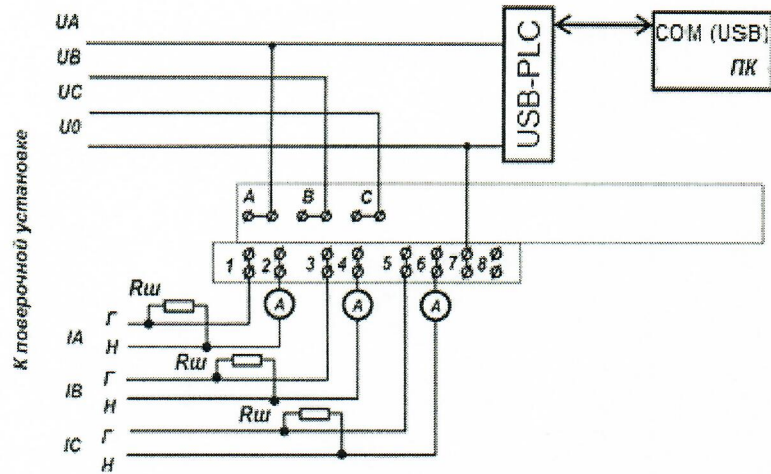 UA
UB
UC
U0
USB-PLC
COM (USB)
ПК
К поверочной установке
A B C
1 2 3 4 5 6 7 8
Rш
A A A
IA Г
Н
Rш
IB Г
Н
Rш
IC Г
Н